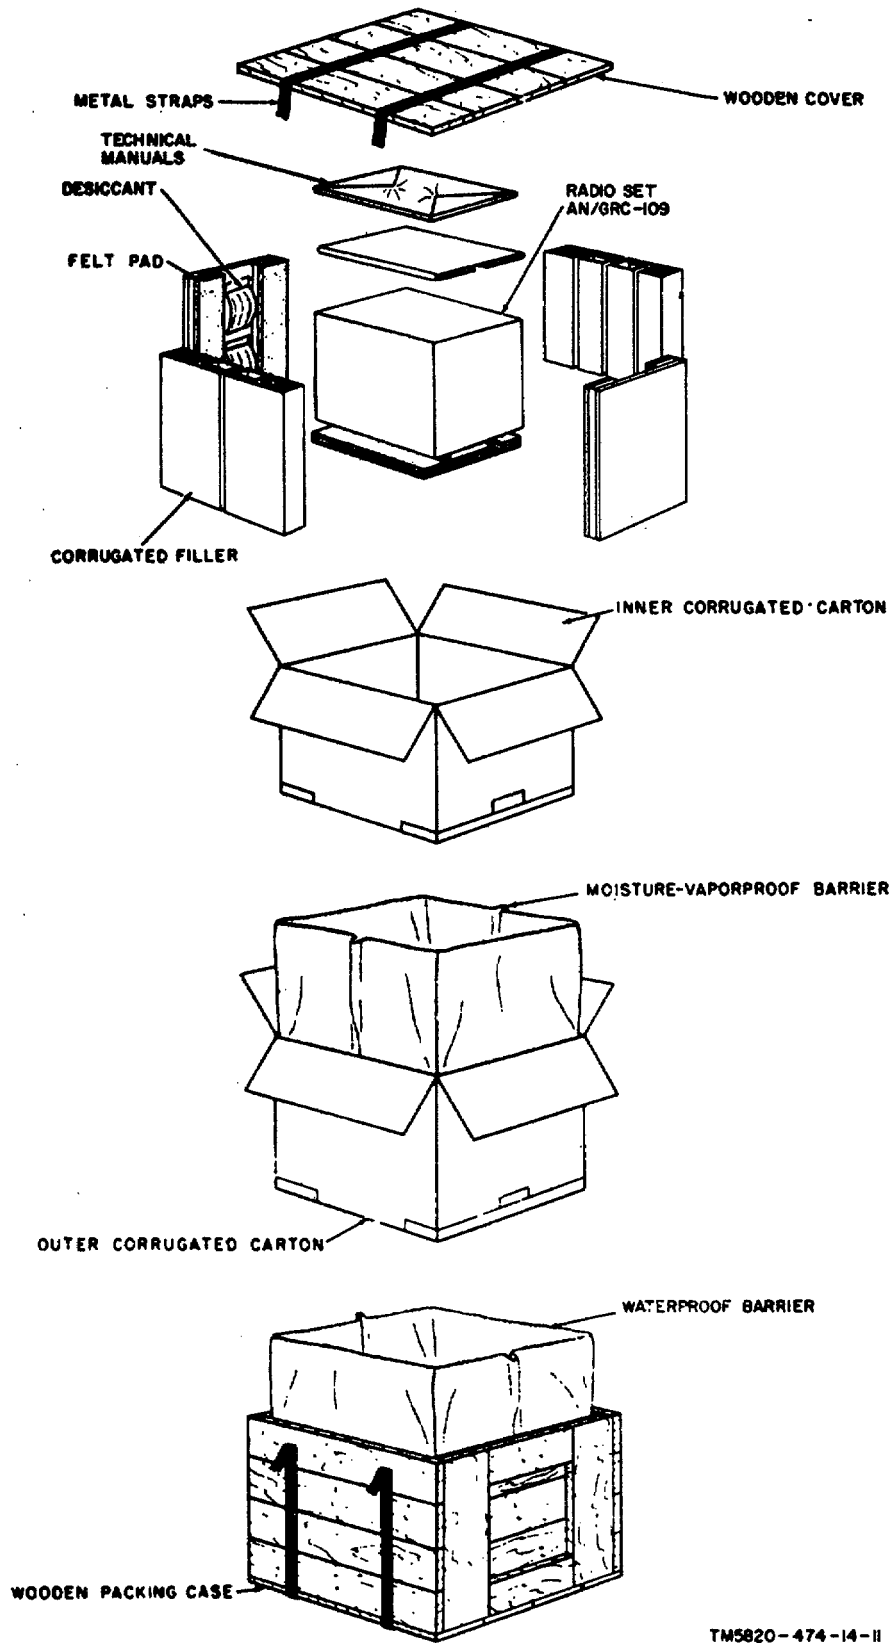 METAL STRAPS
WOODEN COVER
TECHNICAL
MANUALS
DESICCANT
RADIO SET
AN/GRC-109
FELT PAD
CORRUGATED FILLER
INNER CORRUGATED CARTON
MOISTURE-VAPORPROOF BARRIER
OUTER CORRUGATED CARTON
WATERPROOF BARRIER
WOODEN PACKING CASE
TM5820-474-14-11